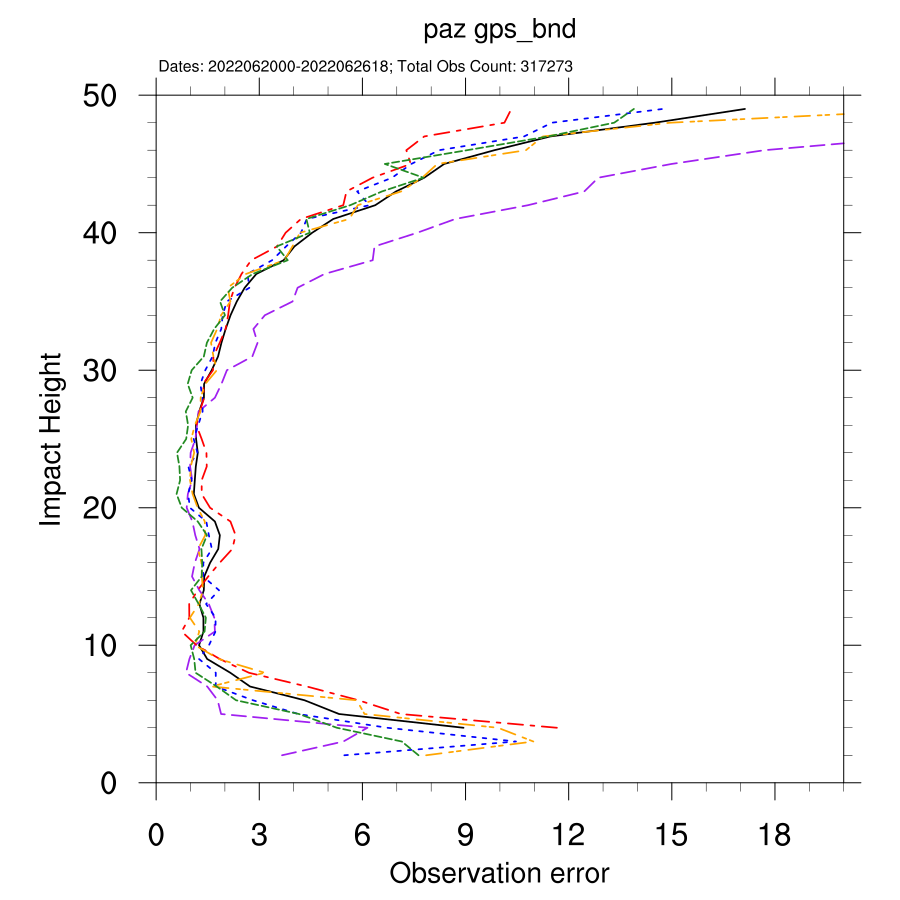 paz gps_bnd
Dates: 2022062000-2022062618; Total Obs Count: 317273
50
40
30
20
10
0
Impact Height
0 3 6 9 12 15 18
Observation error